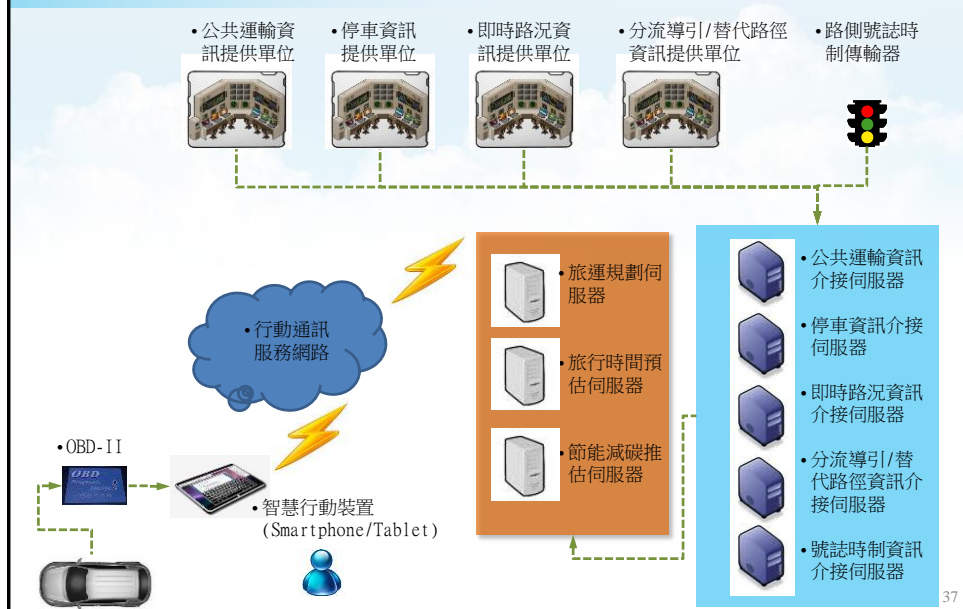 •公共運輸資
訊提供單位
•停車資訊
提供單位
•即時路況資
訊提供單位
•分流導引/替代路徑
資訊提供單位
•路側號誌時
制傳輸器
•行動通訊
服務網路
•旅運規劃伺
服器
•旅行時間預
估伺服器
•節能減碳推
估伺服器
•公共運輸資訊
介接伺服器
•停車資訊介接
伺服器
•即時路況資訊
介接伺服器
•分流導引/替
代路徑資訊介
接伺服器
•號誌時制資訊
介接伺服器
•OBD-II
OBD
•智慧行動裝置
(Smartphone/Tablet)
37